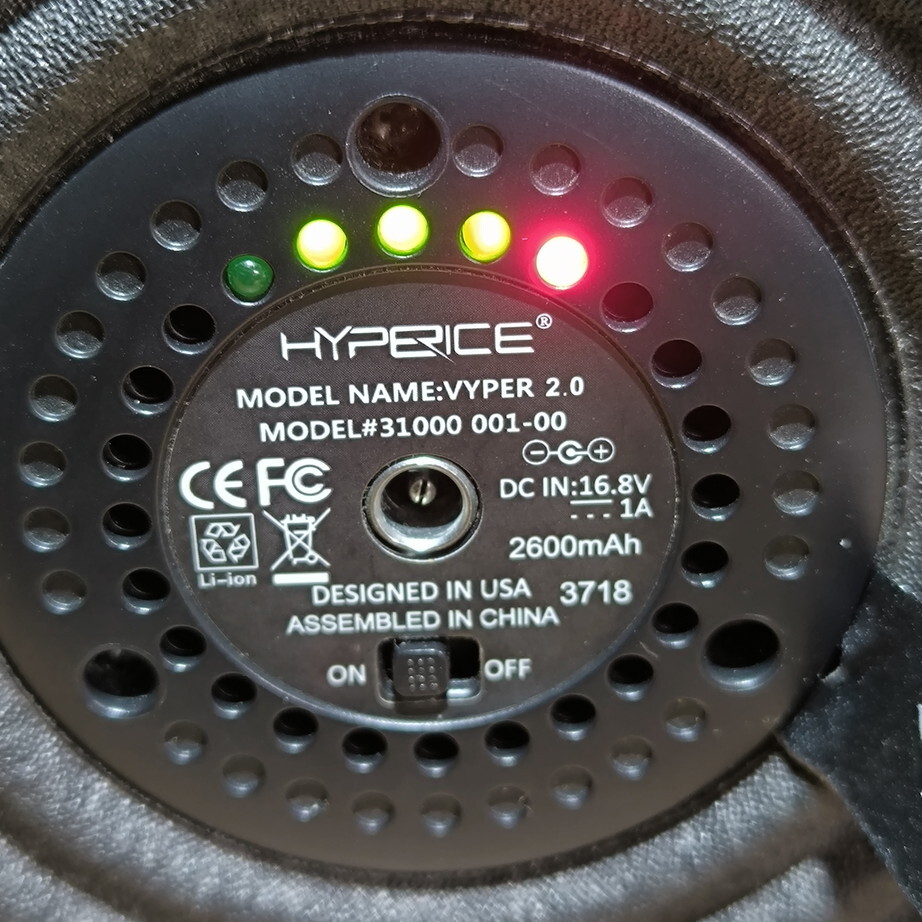 HYPERICE®
MODEL NAME:VYPER 2.0
MODEL#31000 001-00
CE FC
DC IN:16.8V
1A
2600mAh
Li-ion
DESIGNED IN USA 3718
ASSEMBLED IN CHINA
ON OFF